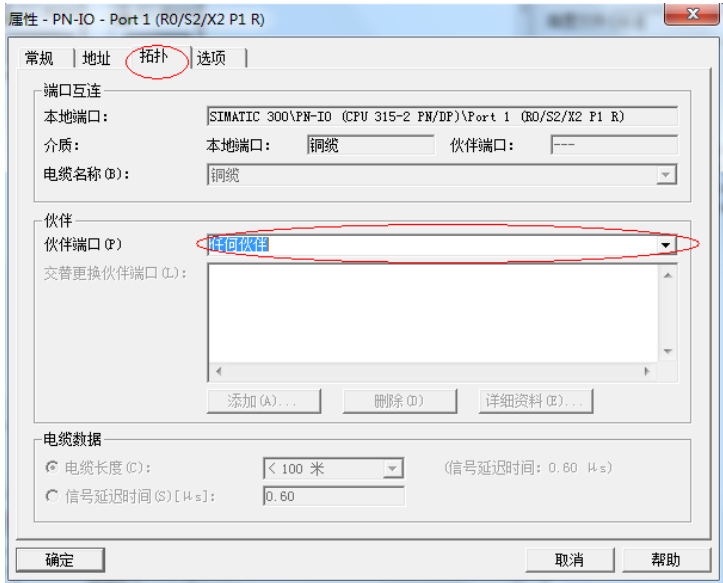 属性 - PN-IO - Port 1 (R0/S2/X2 P1 R)
常规 地址 拓扑 选项
端口互连
本地端口: SIMATIC 300\PN-IO (CPU 315-2 PN/DP)\Port 1 (R0/S2/X2 P1 R)
介质: 本地端口: 铜缆 伙伴端口: ---
电缆名称(B): 铜缆
伙伴
伙伴端口(P) 任何伙伴
交替更换伙伴端口(L):
添加(A)... 删除(D) 详细资料(E)...
电缆数据
电缆长度(C): < 100 米 (信号延迟时间: 0.60 μs)
信号延迟时间(S)[μs]: 0.60
确定 取消 帮助